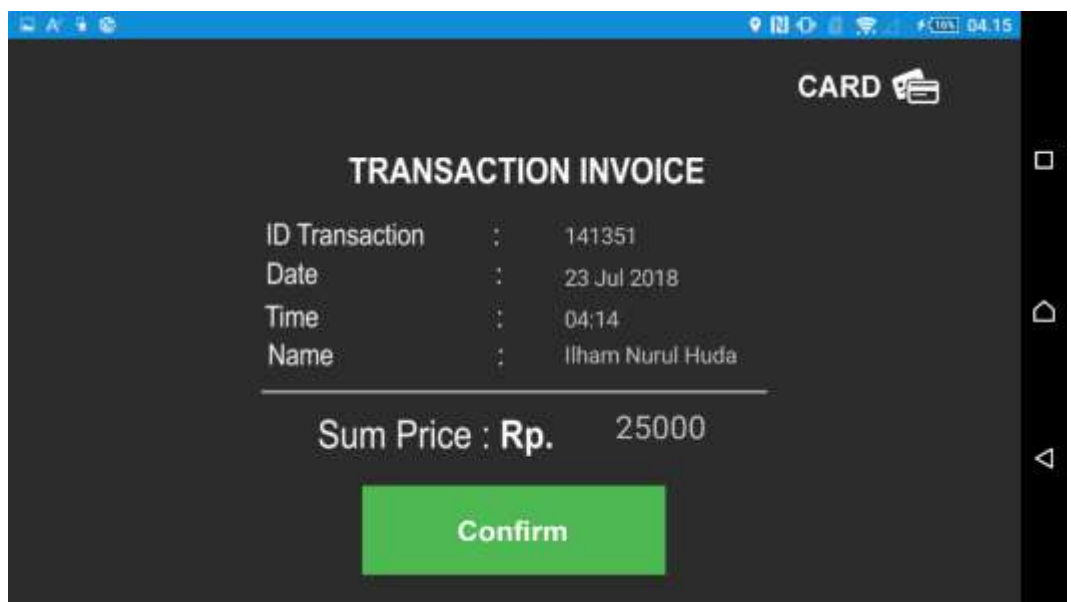 16% 04.15
CARD
TRANSACTION INVOICE
ID Transaction : 141351
Date : 23 Jul 2018
Time : 04:14
Name : Ilham Nurul Huda
Sum Price : Rp. 25000
Confirm